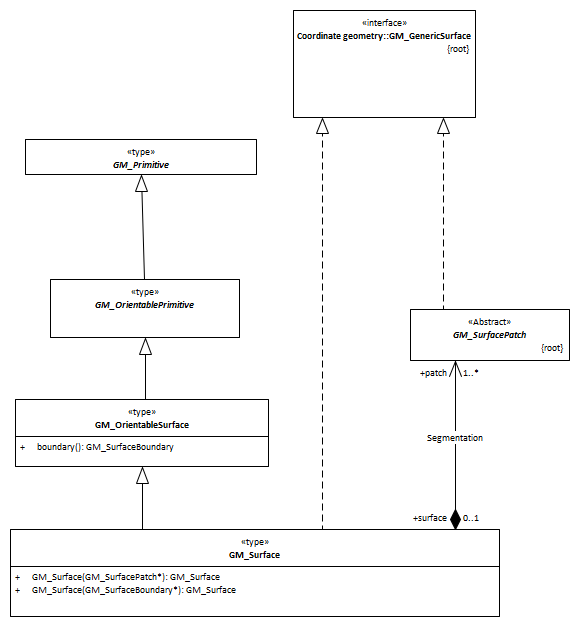 «interface»
Coordinate geometry::GM_GenericSurface
{root}
«type»
GM_Primitive
«type»
GM_OrientablePrimitive
«Abstract»
GM_SurfacePatch
{root}
+patch 1..*
«type»
GM_OrientableSurface
+ boundary(): GM_SurfaceBoundary
Segmentation
+surface 0..1
«type»
GM_Surface
+ GM_Surface(GM_SurfacePatch*): GM_Surface
+ GM_Surface(GM_SurfaceBoundary*): GM_Surface